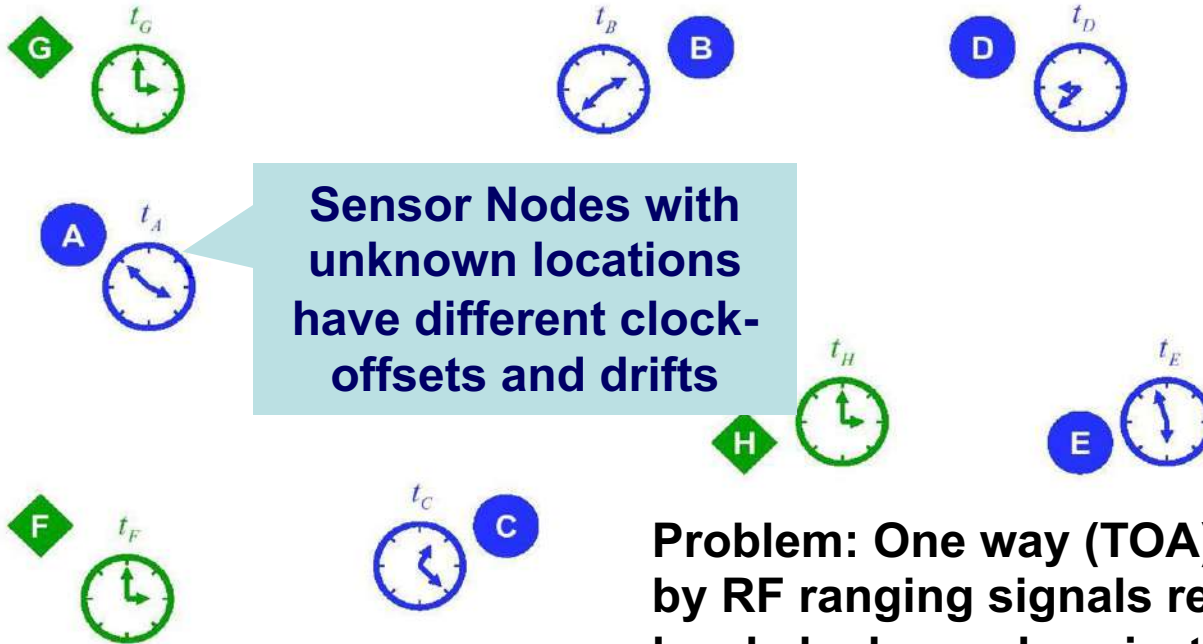 t_G
t_B
t_D
G
B
D
t_A
A
Sensor Nodes with
unknown locations
have different clock-
offsets and drifts
t_H
t_E
H
E
t_C
F
C
t_F
Problem: One way (TOA)
by RF ranging signals re